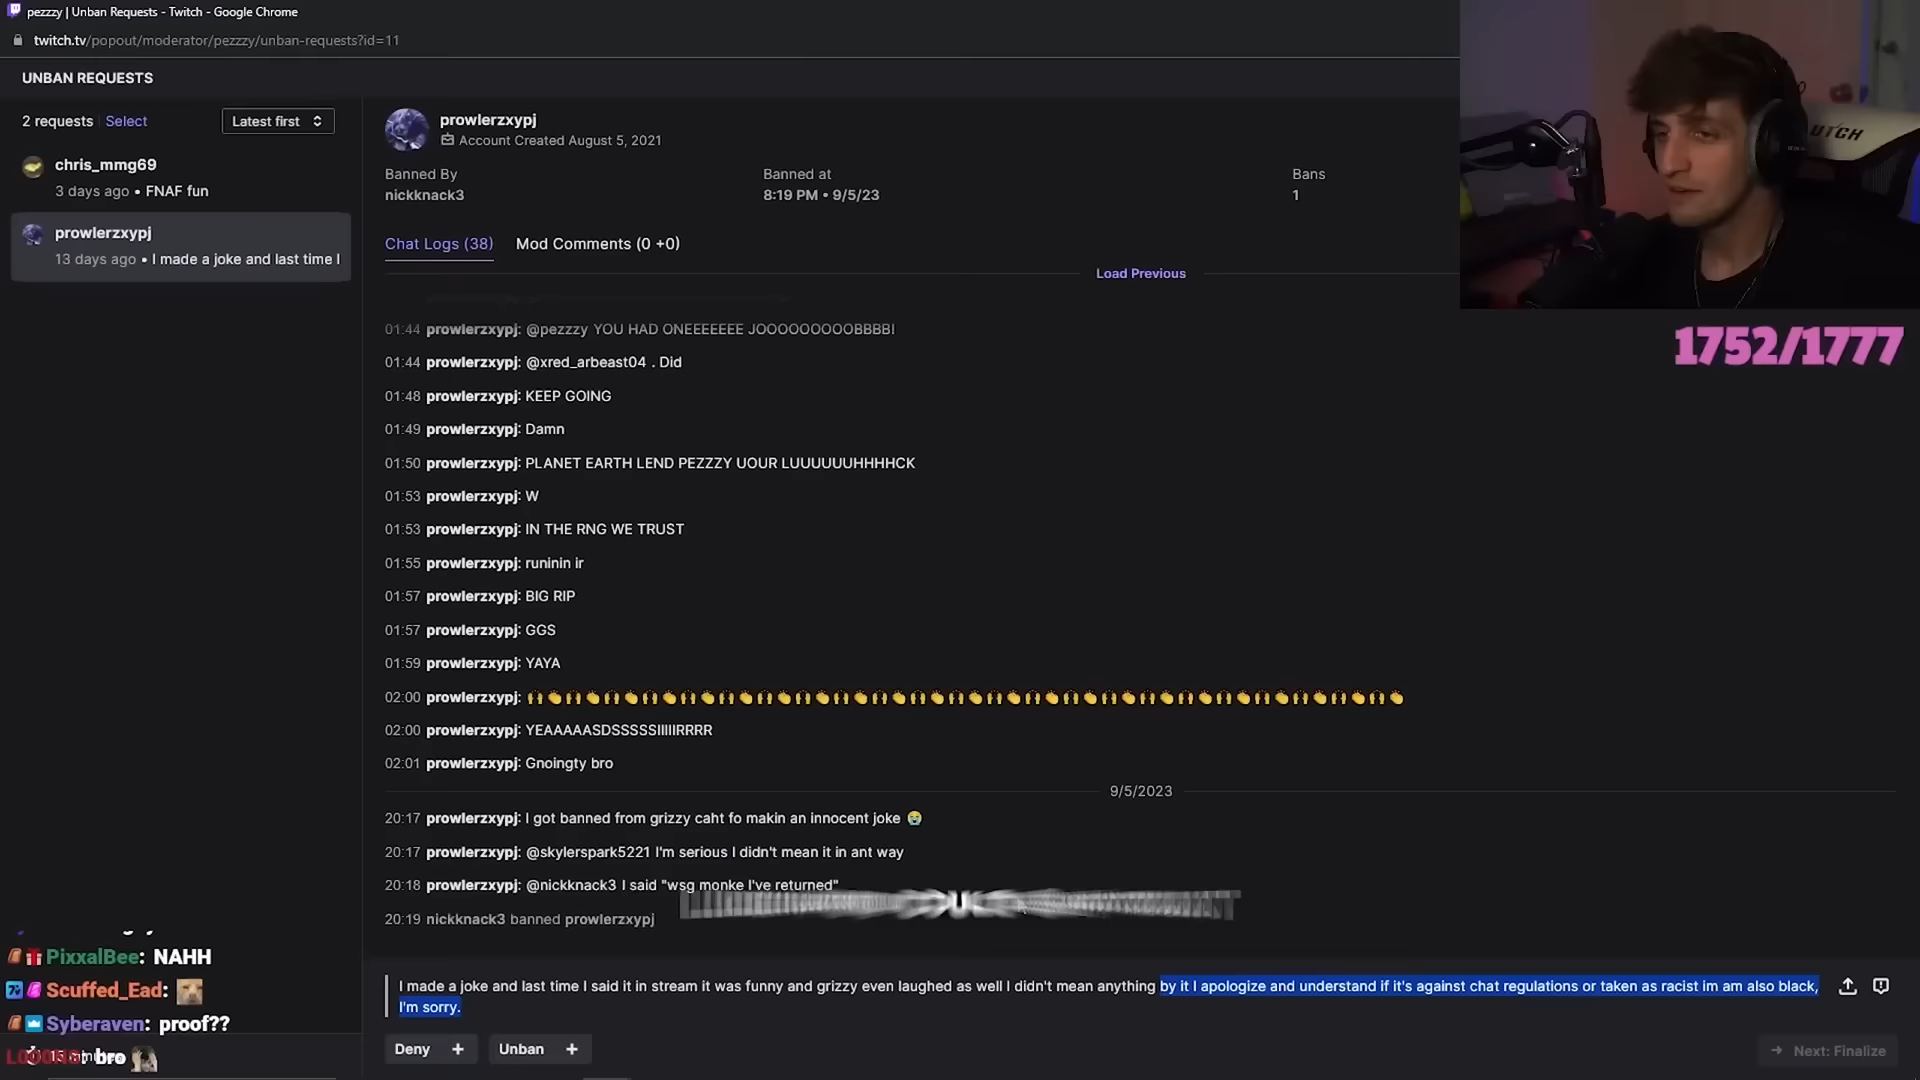 pezzzy | Unban Requests - Twitch - Google Chrome
twitch.tv/popout/moderator/pezzzy/unban-requests?id=11
UNBAN REQUESTS
2 requests Select Latest first
chris_mmg69
3 days ago • FNAF fun
prowlerzxypj
13 days ago • I made a joke and last time I
prowlerzxypj
Account Created August 5, 2021
Banned By
nickknack3
Banned at
8:19 PM • 9/5/23
Bans
1
Chat Logs (38) Mod Comments (0 +0)
Load Previous
01:44 prowlerzxypj: @pezzzy YOU HAD ONEEEEEEE JOOOOOOOOOBBBB!
01:44 prowlerzxypj: @xred_arbeast04 . Did
01:48 prowlerzxypj: KEEP GOING
01:49 prowlerzxypj: Damn
01:50 prowlerzxypj: PLANET EARTH LEND PEZZZY UOUR LUUUUUUHHHHCK
01:53 prowlerzxypj: W
01:53 prowlerzxypj: IN THE RNG WE TRUST
01:55 prowlerzxypj: runinin ir
01:57 prowlerzxypj: BIG RIP
01:57 prowlerzxypj: GGS
01:59 prowlerzxypj: YAYA
02:00 prowlerzxypj:
02:00 prowlerzxypj: YEAAAAASDSSSSSIIIIIRRRR
02:01 prowlerzxypj: Gnoingty bro
9/5/2023
20:17 prowlerzxypj: I got banned from grizzy caht fo makin an innocent joke 😭
20:17 prowlerzxypj: @skylerspark5221 I'm serious I didn't mean it in ant way
20:18 prowlerzxypj: @nickknack3 I said "wsg monke I've returned"
20:19 nickknack3 banned prowlerzxypj
I made a joke and last time I said it in stream it was funny and grizzy even laughed as well I didn't mean anything by it I apologize and understand if it's against chat regulations or taken as racist im am also black,
I'm sorry.
Deny + Unban +
Next: Finalize
PixxalBee: NAHH
Scuffed_Ead:
Syberaven: proof??
bro
UTCH
1752/1777